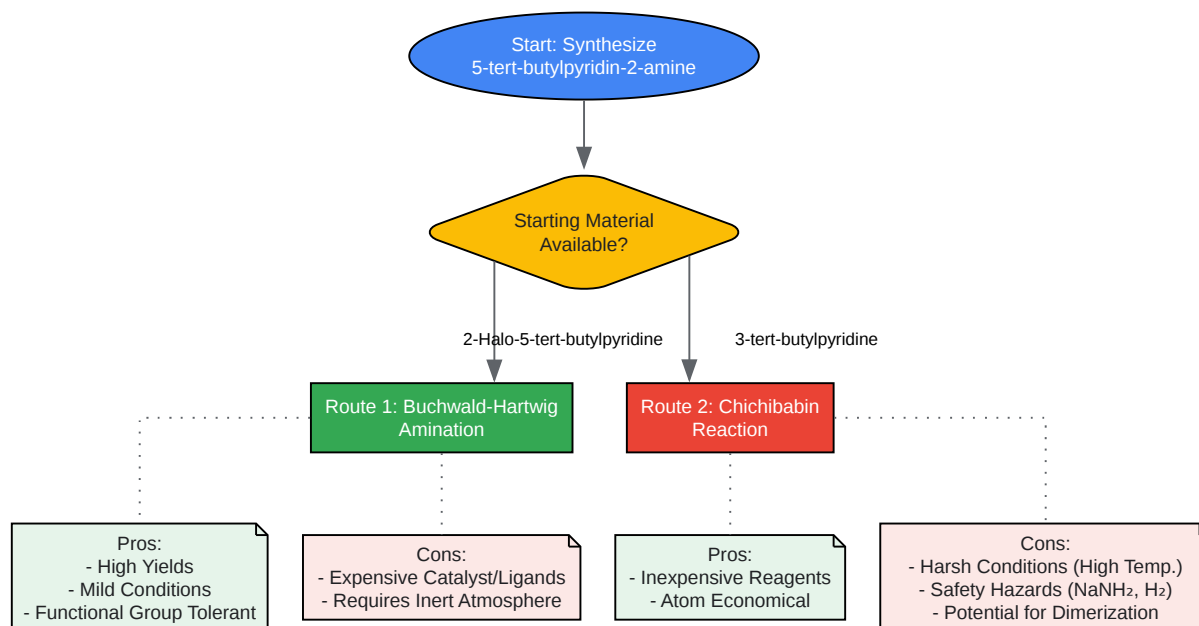 Start: Synthesize
5-tert-butylpyridin-2-amine
Starting Material
Available?
2-Halo-5-tert-butylpyridine
3-tert-butylpyridine
Route 1: Buchwald-Hartwig
Amination
Route 2: Chichibabin
Reaction
Pros:
- High Yields
- Mild Conditions
- Functional Group Tolerant
Cons:
- Expensive Catalyst/Ligands
- Requires Inert Atmosphere
Pros:
- Inexpensive Reagents
- Atom Economical
Cons:
- Harsh Conditions (High Temp.)
- Safety Hazards (NaNH₂, H₂)
- Potential for Dimerization